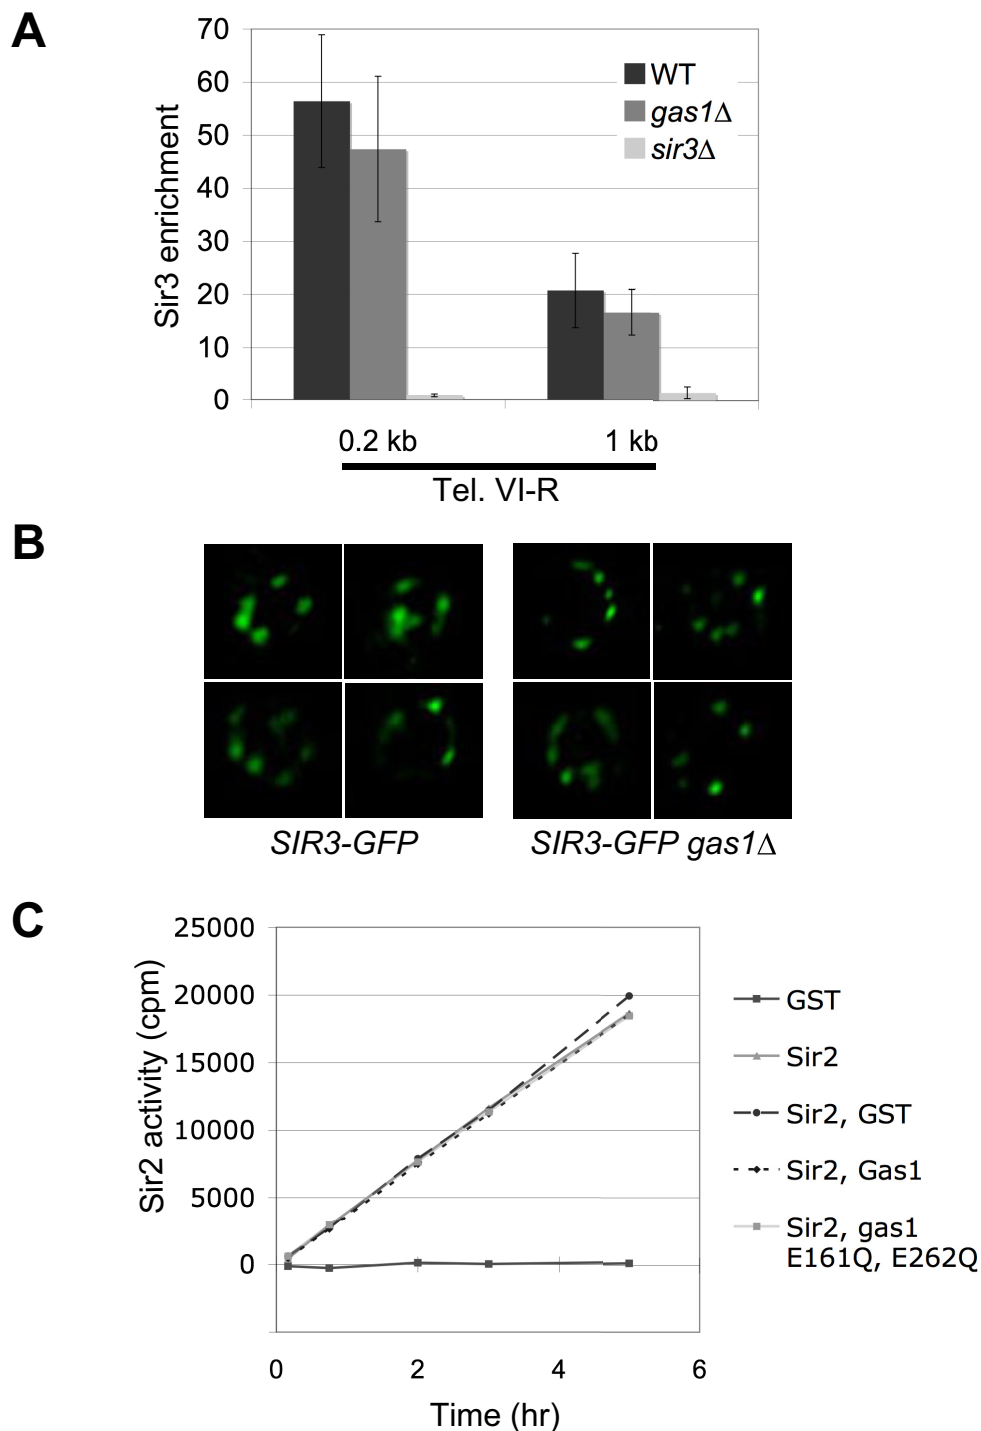 A
70
60
50
40
30
20
10
0
Sir3 enrichment
WT
gas1Δ
sir3Δ
0.2 kb
1 kb
Tel. VI-R
B
SIR3-GFP
SIR3-GFP gas1Δ
C
25000
20000
15000
10000
5000
0
Sir2 activity (cpm)
0
2
4
6
Time (hr)
GST
Sir2
Sir2, GST
Sir2, Gas1
Sir2, gas1
E161Q, E262Q